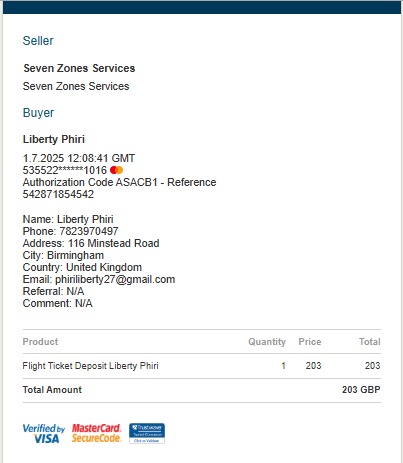 Seller
Seven Zones Services
Seven Zones Services
Buyer
Liberty Phiri
1.7.2025 12:08:41 GMT
535522******1016
Authorization Code ASACB1 - Reference
542871854542
Name: Liberty Phiri
Phone: 7823970497
Address: 116 Minstead Road
City: Birmingham
Country: United Kingdom
Email: phiriliberty27@gmail.com
Referral: N/A
Comment: N/A
Product Quantity Price Total
Flight Ticket Deposit Liberty Phiri 1 203 203
Total Amount 203 GBP
Verified by VISA MasterCard. SecureCode. Trustwave